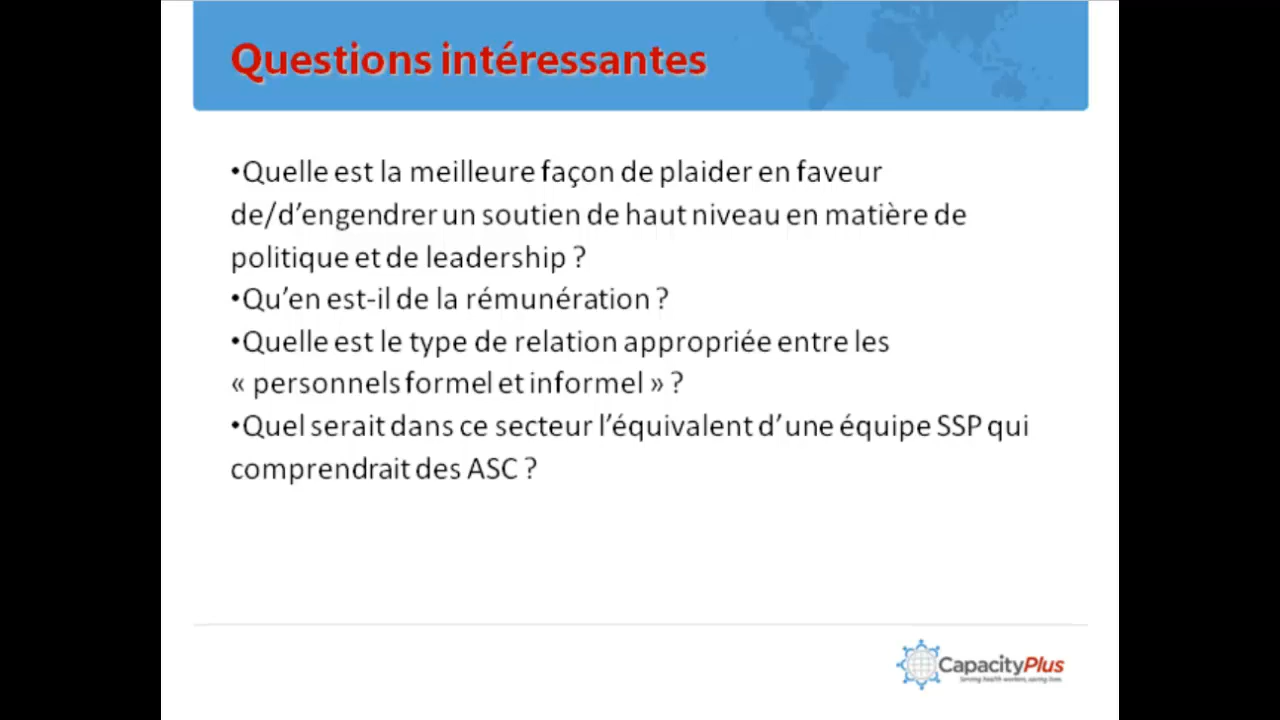 Questions intéressantes
•Quelle est la meilleure façon de plaider en faveur
de/d’engendrer un soutien de haut niveau en matière de
politique et de leadership ?
•Qu’en est-il de la rémunération ?
•Quelle est le type de relation appropriée entre les
« personnels formel et informel » ?
•Quel serait dans ce secteur l’équivalent d’une équipe SSP qui
comprendrait des ASC ?
CapacityPlus
Serving health workers, saving lives.